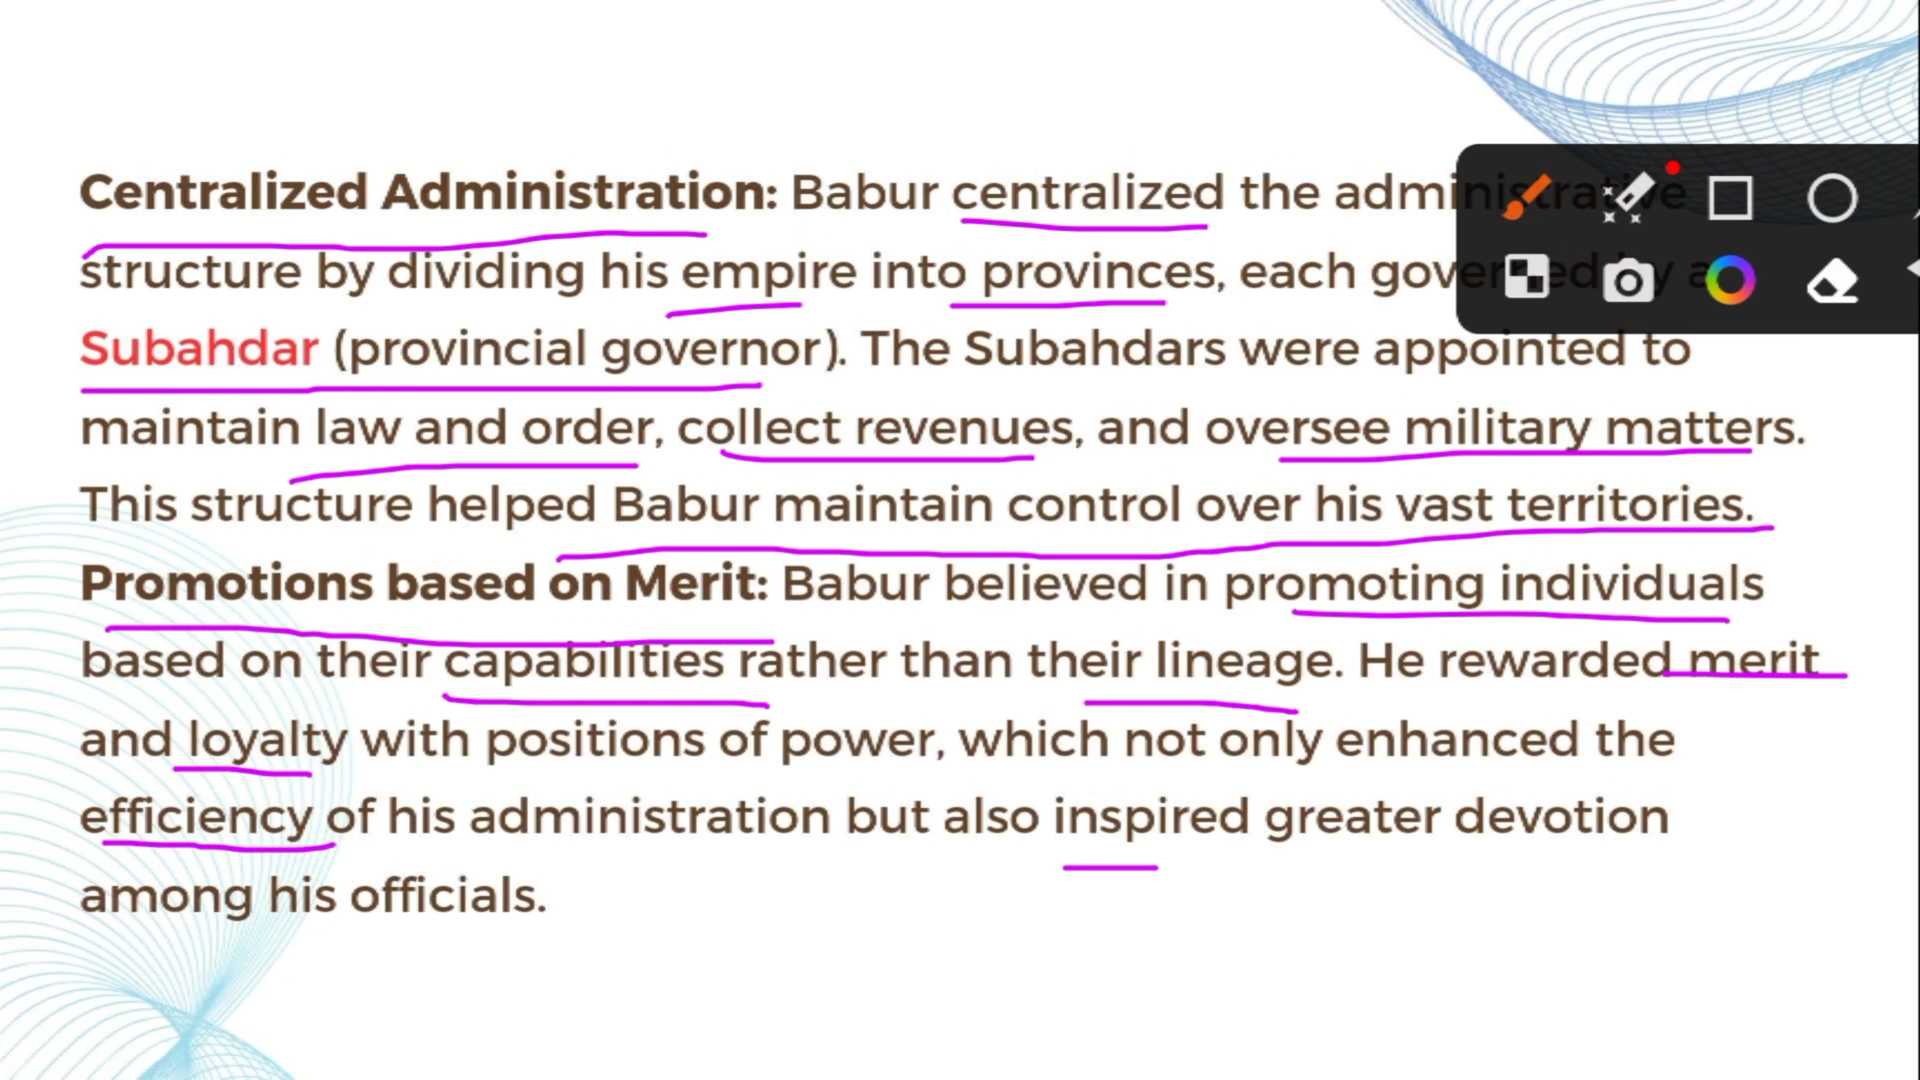 Centralized Administration: Babur centralized the administrative
structure by dividing his empire into provinces, each governed by a
Subahdar (provincial governor). The Subahdars were appointed to
maintain law and order, collect revenues, and oversee military matters.
This structure helped Babur maintain control over his vast territories.
Promotions based on Merit: Babur believed in promoting individuals
based on their capabilities rather than their lineage. He rewarded merit
and loyalty with positions of power, which not only enhanced the
efficiency of his administration but also inspired greater devotion
among his officials.